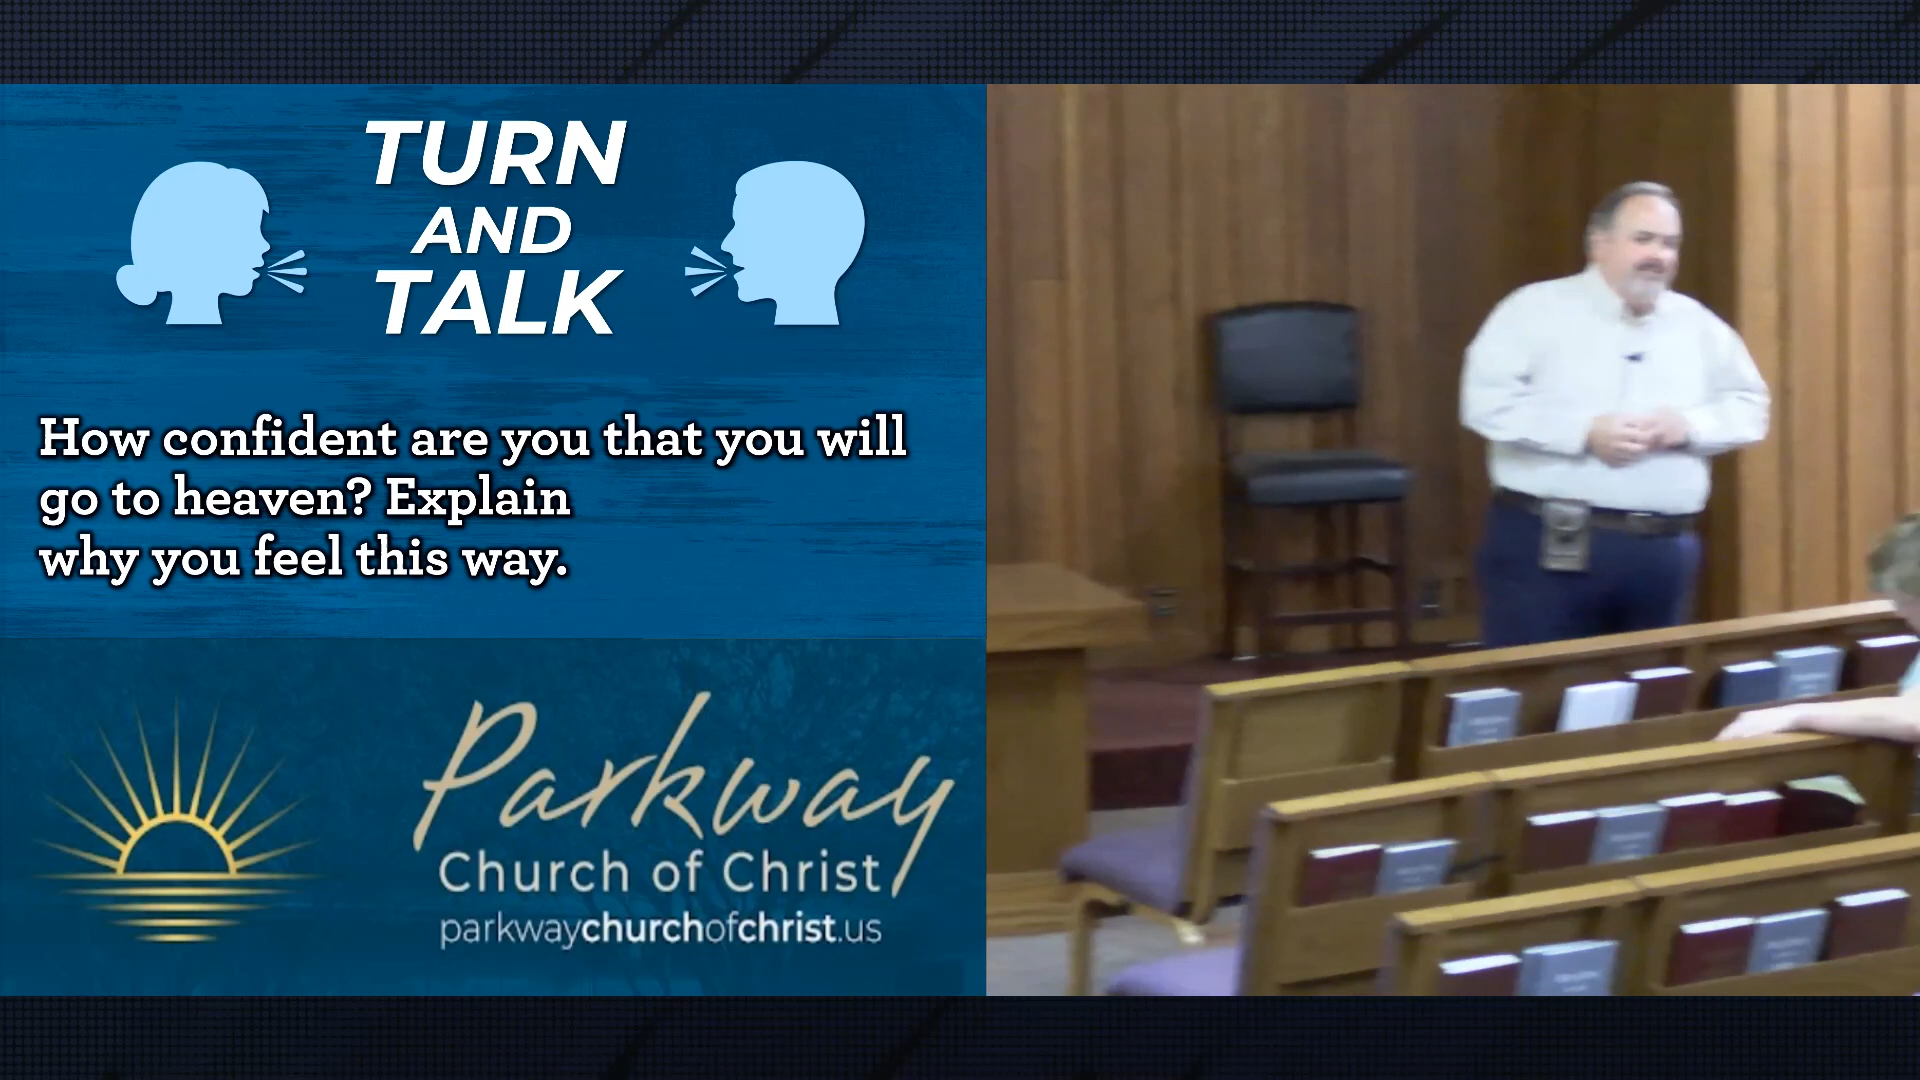 TURN
AND
TALK
How confident are you that you will
go to heaven? Explain
why you feel this way.
Parkway
Church of Christ
parkwaychurchofchrist.us